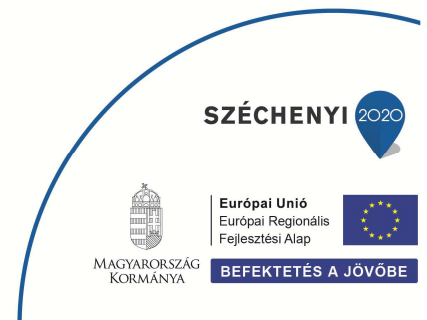 SZÉCHENYI 2020
Európai Unió
Európai Regionális
Fejlesztési Alap
MAGYARORSZÁG
KORMÁNYA
BEFEKTETÉS A JÖVŐBE